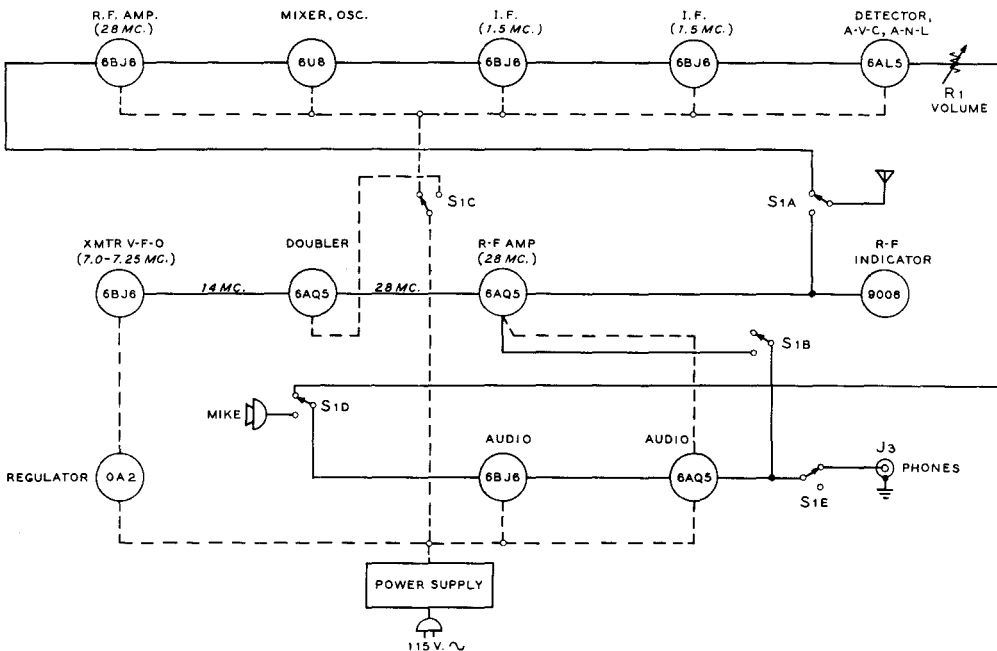 R.F. AMP.
(28 MC.)
MIXER, OSC.
I.F.
(1.5 MC.)
I.F.
(1.5 MC.)
DETECTOR,
A-V-C, A-N-L
6BJ6
6U8
6BJ6
6BJ6
6AL5
R1
VOLUME
S1C
S1A
XMTR V-F-O
(7.0-7.25 MC.)
DOUBLER
R-F AMP
(28 MC.)
R-F
INDICATOR
6BJ6
14 MC.
6AQ5
28 MC.
6AQ5
9006
S1B
MIKE
S1D
AUDIO
AUDIO
J3
REGULATOR
0A2
6BJ6
6AQ5
PHONES
S1E
POWER SUPPLY
115 V. ~